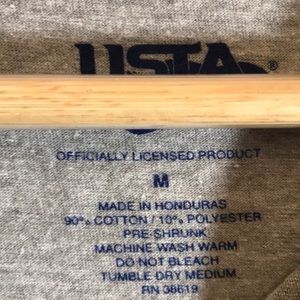 USTA®
OFFICIALLY LICENSED PRODUCT
M
MADE IN HONDURAS
90% COTTON / 10% POLYESTER
PRE-SHRUNK
MACHINE WASH WARM
DO NOT BLEACH
TUMBLE DRY MEDIUM
RN 38619